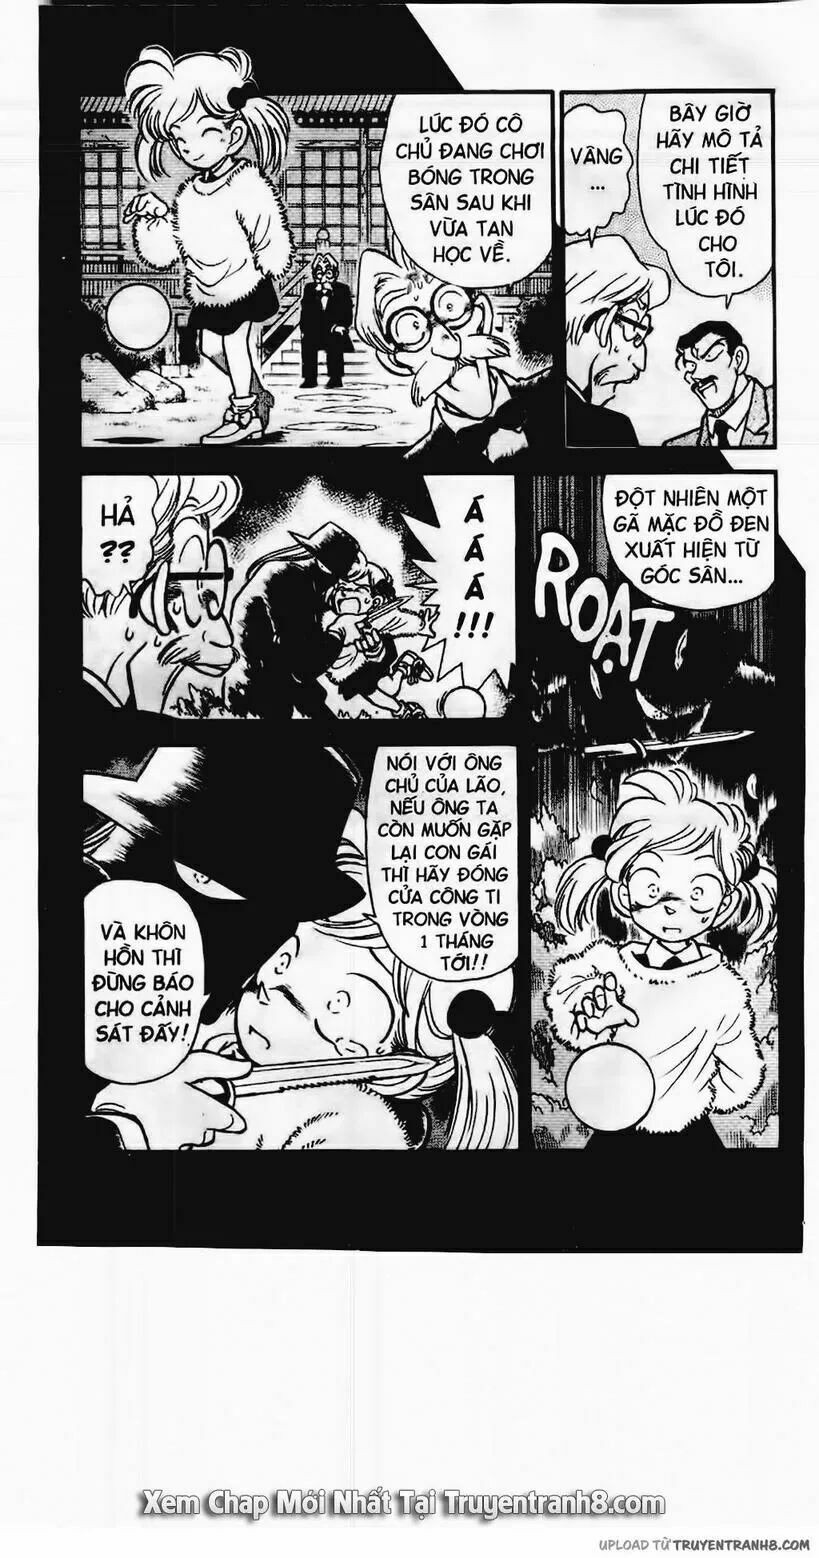 BÂY GIỜ
HÃY MÔ TẢ
CHI TIẾT
TÌNH HÌNH
LÚC ĐÓ
CHO
TÔI.
VÂNG
...
LÚC ĐÓ CÔ
CHỦ ĐANG CHƠI
BÓNG TRONG
SÂN SAU KHI
VỪA TAN
HỌC VỀ.
ĐỘT NHIÊN MỘT
GÃ MẶC ĐỒ ĐEN
XUẤT HIỆN TỪ
GÓC SÂN...
ROẠT
Á
Á
Á
!!!
HẢ
??
NÓI VỚI ÔNG
CHỦ CỦA LÃO,
NẾU ÔNG TA
CÒN MUỐN GẶP
LẠI CON GÁI
THÌ HÃY ĐÓNG
CỬA CÔNG TI
TRONG VÒNG
1 THÁNG
TỚI!!
VÀ KHÔN
HỒN THÌ
ĐỪNG BÁO
CHO CẢNH
SÁT ĐẤY!
Xem Chap Mới Nhất Tại Truyentranh8.com
UPLOAD TỪ TRUYENTRANH8.COM